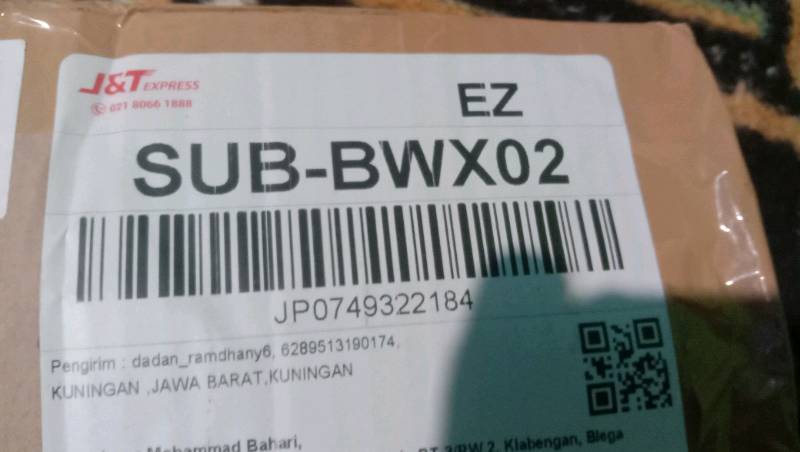 J&T EXPRESS
021 8066 1888
EZ
SUB-BWX02
JP0749322184
Pengirim : dadan_ramdhany6, 6289513190174,
KUNINGAN ,JAWA BARAT,KUNINGAN
Mohammad Bahari,
RT 2/RW 2, Klabengan, Blega